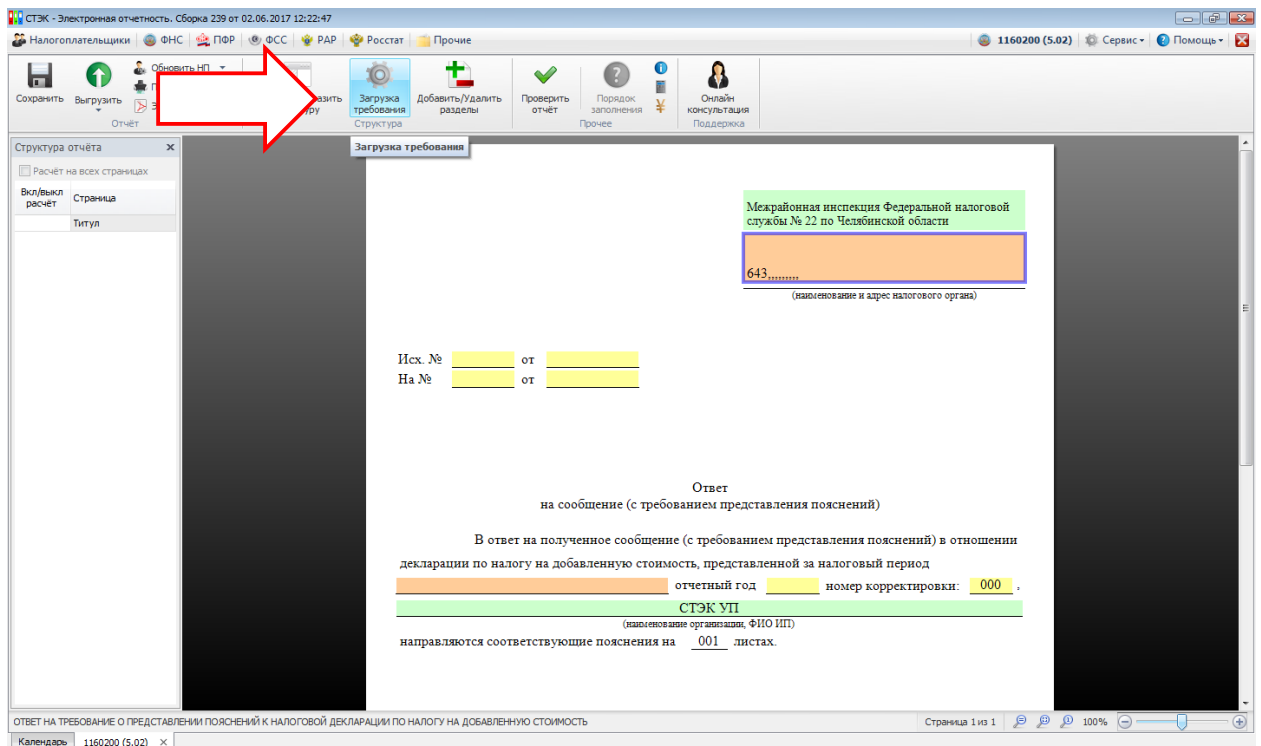 СТЭК - Электронная отчетность. Сборка 239 от 02.06.2017 12:22:47
Налогоплательщики ФНС ПФР ФСС РАР Росстат Прочие 1160200 (5.02) Сервис Помощь
Сохранить Выгрузить Обновить НП Загрузка требования Добавить/Удалить разделы Проверить отчёт Порядок заполнения Онлайн консультация
Отчёт Структура Прочее Поддержка
Загрузка требования
Структура отчёта
Расчёт на всех страницах
Вкл/выкл расчёт Страница
Титул
Межрайонная инспекция Федеральной налоговой
службы № 22 по Челябинской области
643,,,,,,,,,
(наименование и адрес налогового органа)
Исх. № от
На № от
Ответ
на сообщение (с требованием представления пояснений)
В ответ на полученное сообщение (с требованием представления пояснений) в отношении
декларации по налогу на добавленную стоимость, представленной за налоговый период
отчетный год номер корректировки: 000 ,
СТЭК УП
(наименование организации, ФИО ИП)
направляются соответствующие пояснения на 001 листах.
ОТВЕТ НА ТРЕБОВАНИЕ О ПРЕДСТАВЛЕНИИ ПОЯСНЕНИЙ К НАЛОГОВОЙ ДЕКЛАРАЦИИ ПО НАЛОГУ НА ДОБАВЛЕННУЮ СТОИМОСТЬ Страница 1 из 1 100%
Календарь 1160200 (5.02)